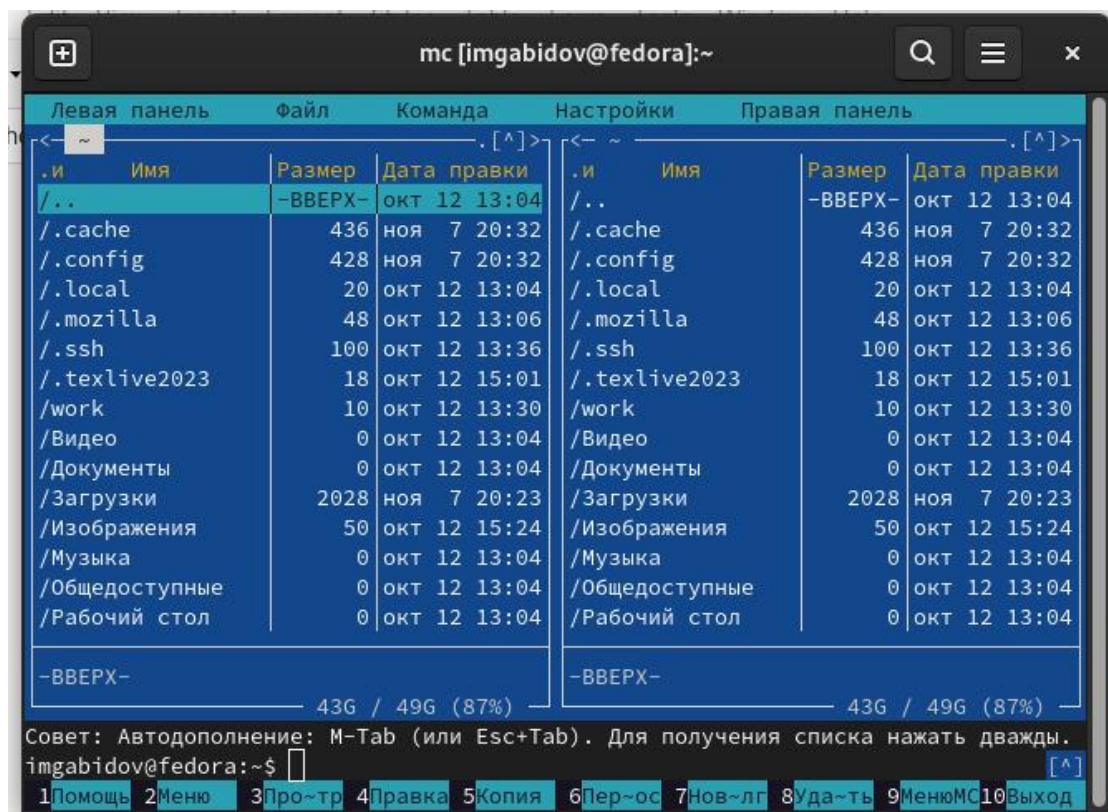 mc [imgabidov@fedora]:~
Левая панель Файл Команда Настройки Правая панель
<— ~ .[^]> <— ~ .[^]>
.и Имя Размер Дата правки .и Имя Размер Дата правки
/.. -ВВЕРХ- окт 12 13:04 /.. -ВВЕРХ- окт 12 13:04
/.cache 436 ноя 7 20:32 /.cache 436 ноя 7 20:32
/.config 428 ноя 7 20:32 /.config 428 ноя 7 20:32
/.local 20 окт 12 13:04 /.local 20 окт 12 13:04
/.mozilla 48 окт 12 13:06 /.mozilla 48 окт 12 13:06
/.ssh 100 окт 12 13:36 /.ssh 100 окт 12 13:36
/.texlive2023 18 окт 12 15:01 /.texlive2023 18 окт 12 15:01
/work 10 окт 12 13:30 /work 10 окт 12 13:30
/Видео 0 окт 12 13:04 /Видео 0 окт 12 13:04
/Документы 0 окт 12 13:04 /Документы 0 окт 12 13:04
/Загрузки 2028 ноя 7 20:23 /Загрузки 2028 ноя 7 20:23
/Изображения 50 окт 12 15:24 /Изображения 50 окт 12 15:24
/Музыка 0 окт 12 13:04 /Музыка 0 окт 12 13:04
/Общедоступные 0 окт 12 13:04 /Общедоступные 0 окт 12 13:04
/Рабочий стол 0 окт 12 13:04 /Рабочий стол 0 окт 12 13:04
-ВВЕРХ- -ВВЕРХ-
43G / 49G (87%) 43G / 49G (87%)
Совет: Автодополнение: M-Tab (или Esc+Tab). Для получения списка нажать дважды.
imgabidov@fedora:~$ [^]
1Помощь 2Меню 3Про~тр 4Правка 5Копия 6Пер~ос 7Нов~лг 8Уда~ть 9МенюMC 10Выход